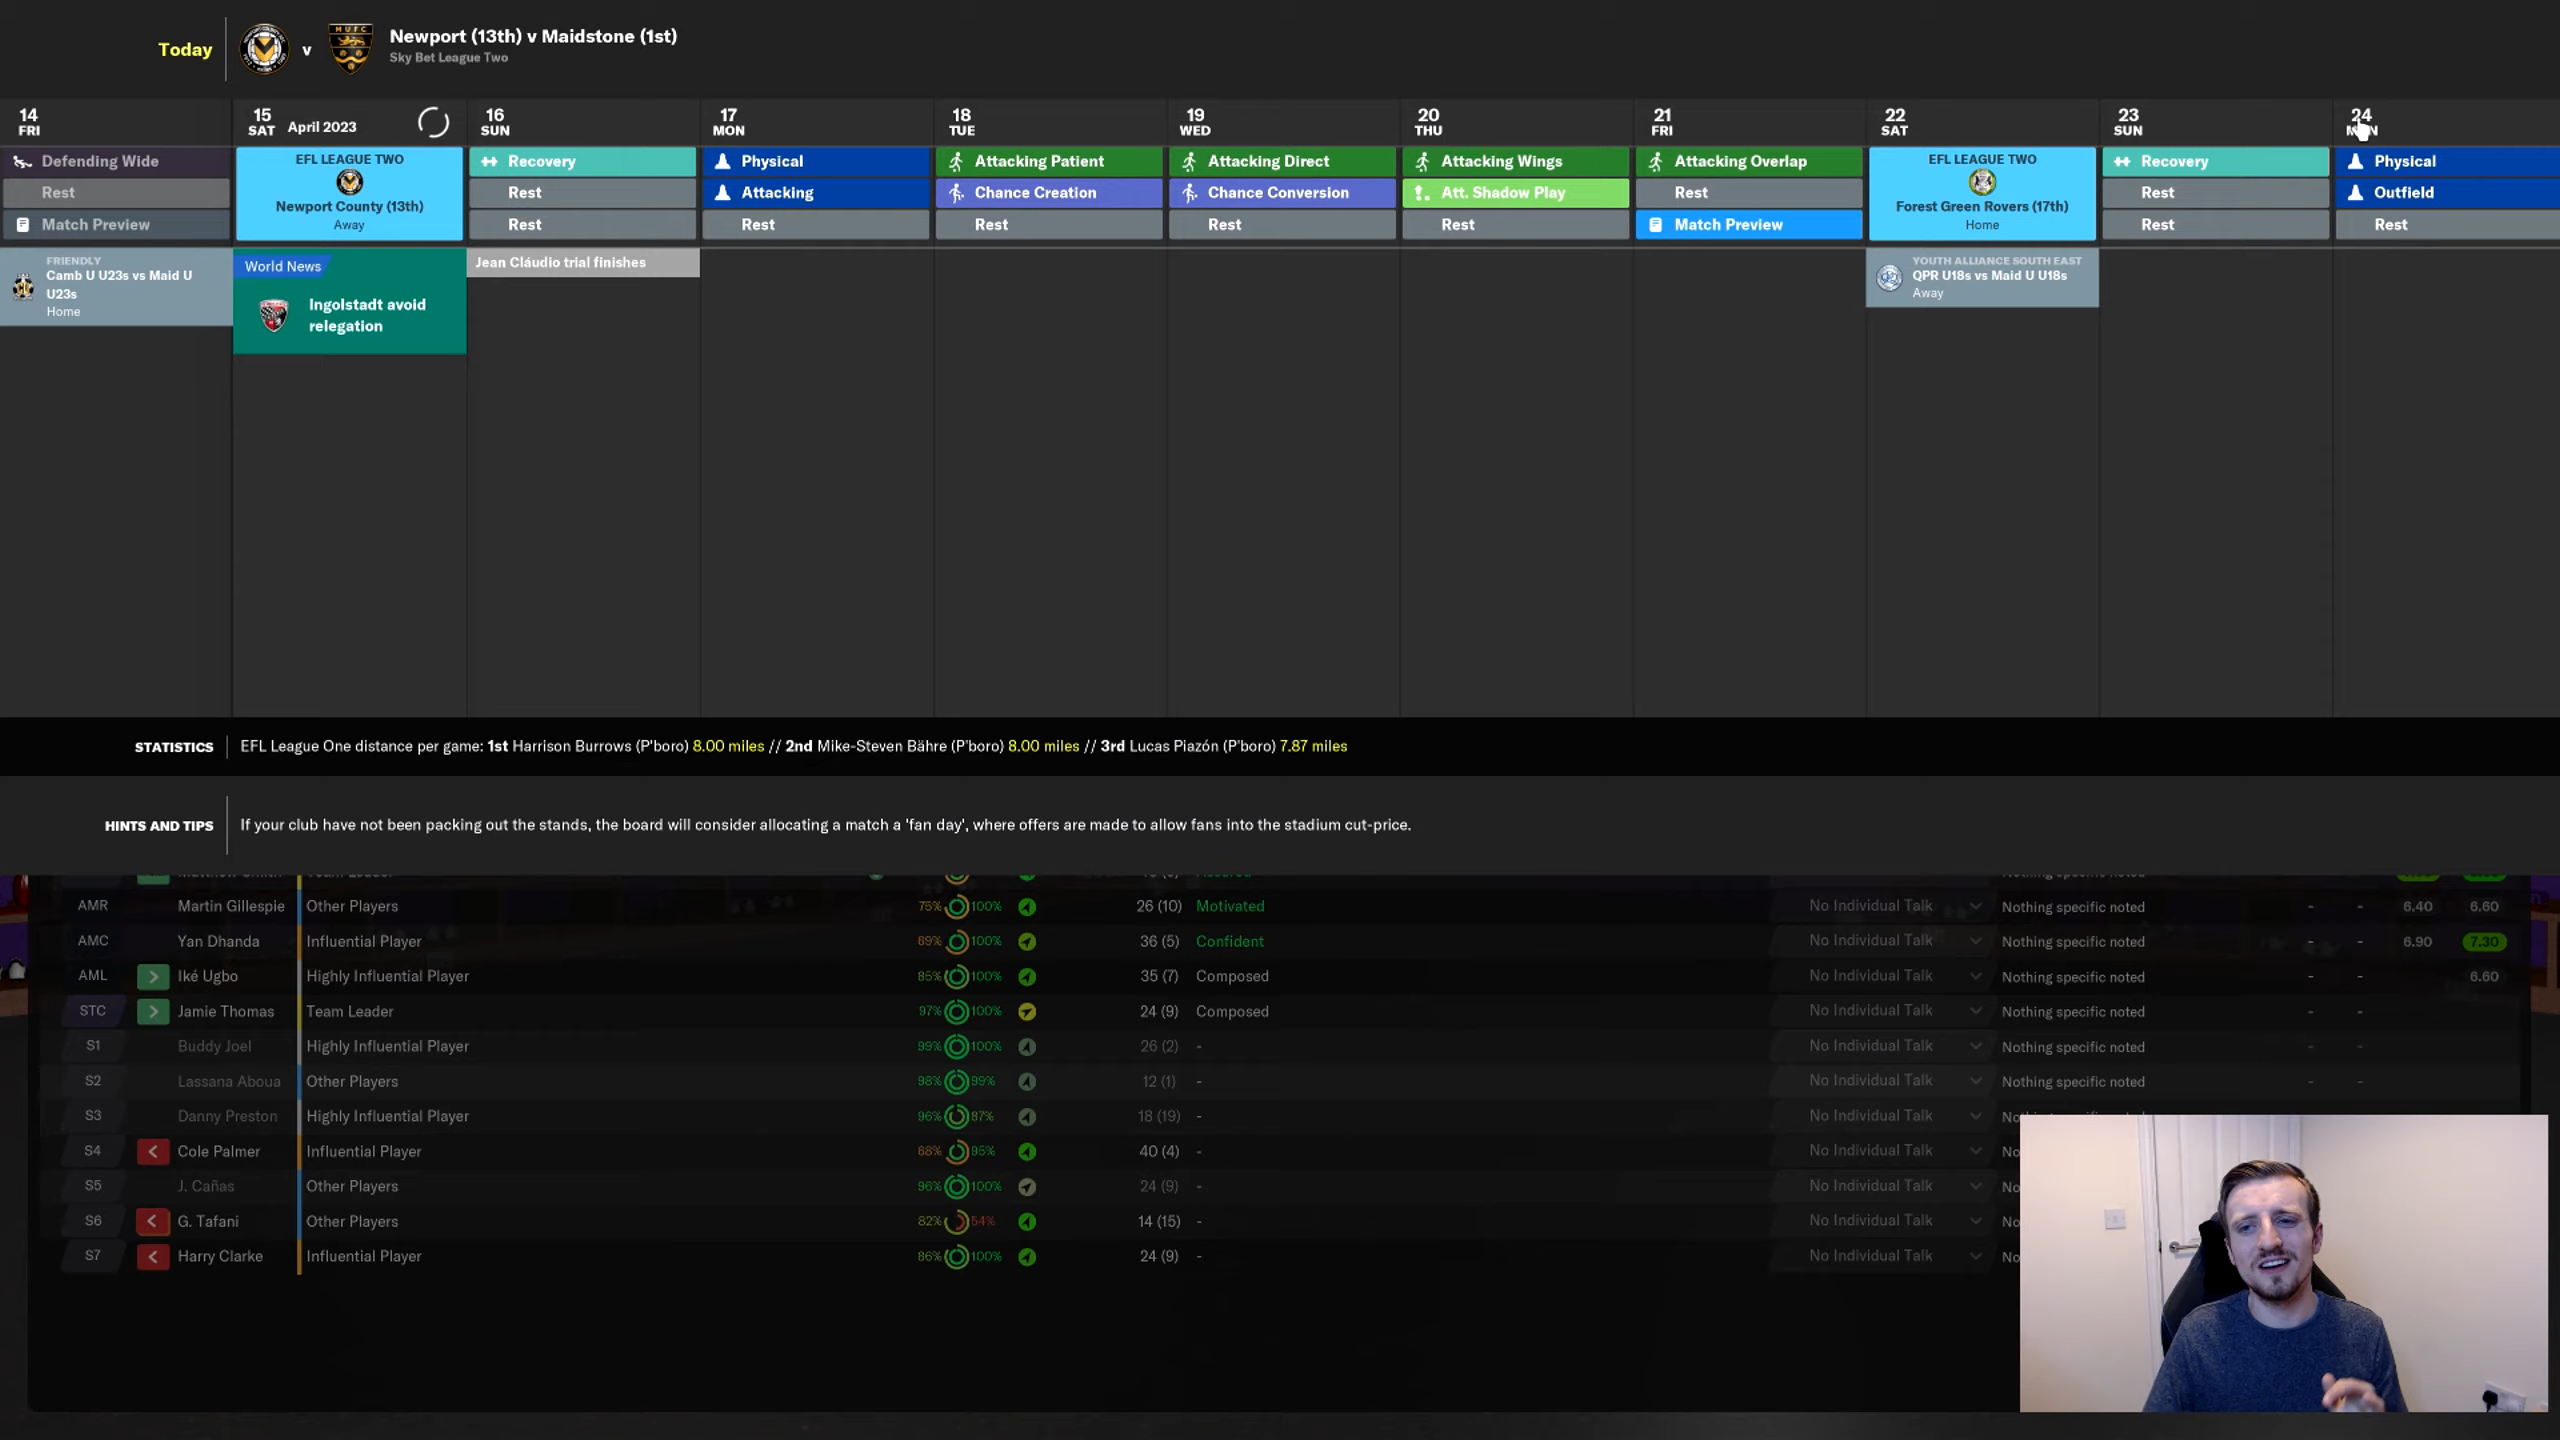 Today
v
Newport (13th) v Maidstone (1st)
Sky Bet League Two
14
FRI
15
SAT April 2023
16
SUN
17
MON
18
TUE
19
WED
20
THU
21
FRI
22
SAT
23
SUN
24
MON
Defending Wide
Rest
Match Preview
EFL LEAGUE TWO
Newport County (13th)
Away
Recovery
Rest
Rest
Physical
Attacking
Rest
Attacking Patient
Chance Creation
Rest
Attacking Direct
Chance Conversion
Rest
Attacking Wings
Att. Shadow Play
Rest
Attacking Overlap
Rest
Match Preview
EFL LEAGUE TWO
Forest Green Rovers (17th)
Home
Recovery
Rest
Rest
Physical
Outfield
Rest
FRIENDLY
Camb U U23s vs Maid U
U23s
Home
World News
Ingolstadt avoid
relegation
Jean Cláudio trial finishes
YOUTH ALLIANCE SOUTH EAST
QPR U18s vs Maid U U18s
Away
STATISTICS EFL League One distance per game: 1st Harrison Burrows (P'boro) 8.00 miles // 2nd Mike-Steven Bähre (P'boro) 8.00 miles // 3rd Lucas Piazón (P'boro) 7.87 miles
HINTS AND TIPS If your club have not been packing out the stands, the board will consider allocating a match a 'fan day', where offers are made to allow fans into the stadium cut-price.
AMR Martin Gillespie Other Players 75% 100% 26 (10) Motivated No Individual Talk Nothing specific noted - - 6.40 6.60
AMC Yan Dhanda Influential Player 69% 100% 36 (5) Confident No Individual Talk Nothing specific noted - - 6.90 7.30
AML Iké Ugbo Highly Influential Player 85% 100% 35 (7) Composed No Individual Talk Nothing specific noted - - 6.60
STC Jamie Thomas Team Leader 97% 100% 24 (9) Composed No Individual Talk Nothing specific noted - -
S1 Buddy Joel Highly Influential Player 99% 100% 26 (2) - No Individual Talk Nothing specific noted - -
S2 Lassana Aboua Other Players 98% 99% 12 (1) - No Individual Talk Nothing specific noted - -
S3 Danny Preston Highly Influential Player 96% 87% 18 (19) - No Individual Talk
S4 Cole Palmer Influential Player 68% 95% 40 (4) - No Individual Talk No
S5 J. Cañas Other Players 96% 100% 24 (9) - No Individual Talk No
S6 G. Tafani Other Players 82% 54% 14 (15) - No Individual Talk No
S7 Harry Clarke Influential Player 86% 100% 24 (9) - No Individual Talk No